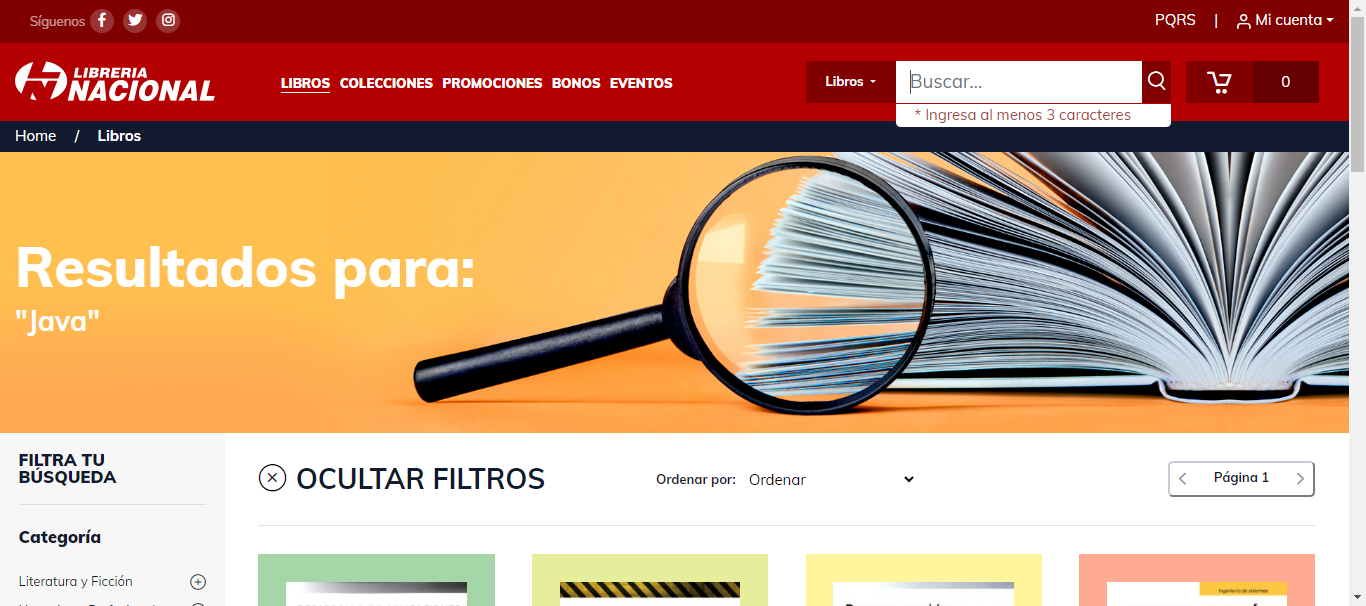 Síguenos
PQRS | Mi cuenta
LIBRERIA
NACIONAL
LIBROS COLECCIONES PROMOCIONES BONOS EVENTOS
Libros
Buscar...
0
* Ingresa al menos 3 caracteres
Home / Libros
Resultados para:
"Java"
FILTRA TU
BÚSQUEDA
OCULTAR FILTROS
Ordenar por: Ordenar
Página 1
Categoría
Literatura y Ficción
Ingeniería de sistemas